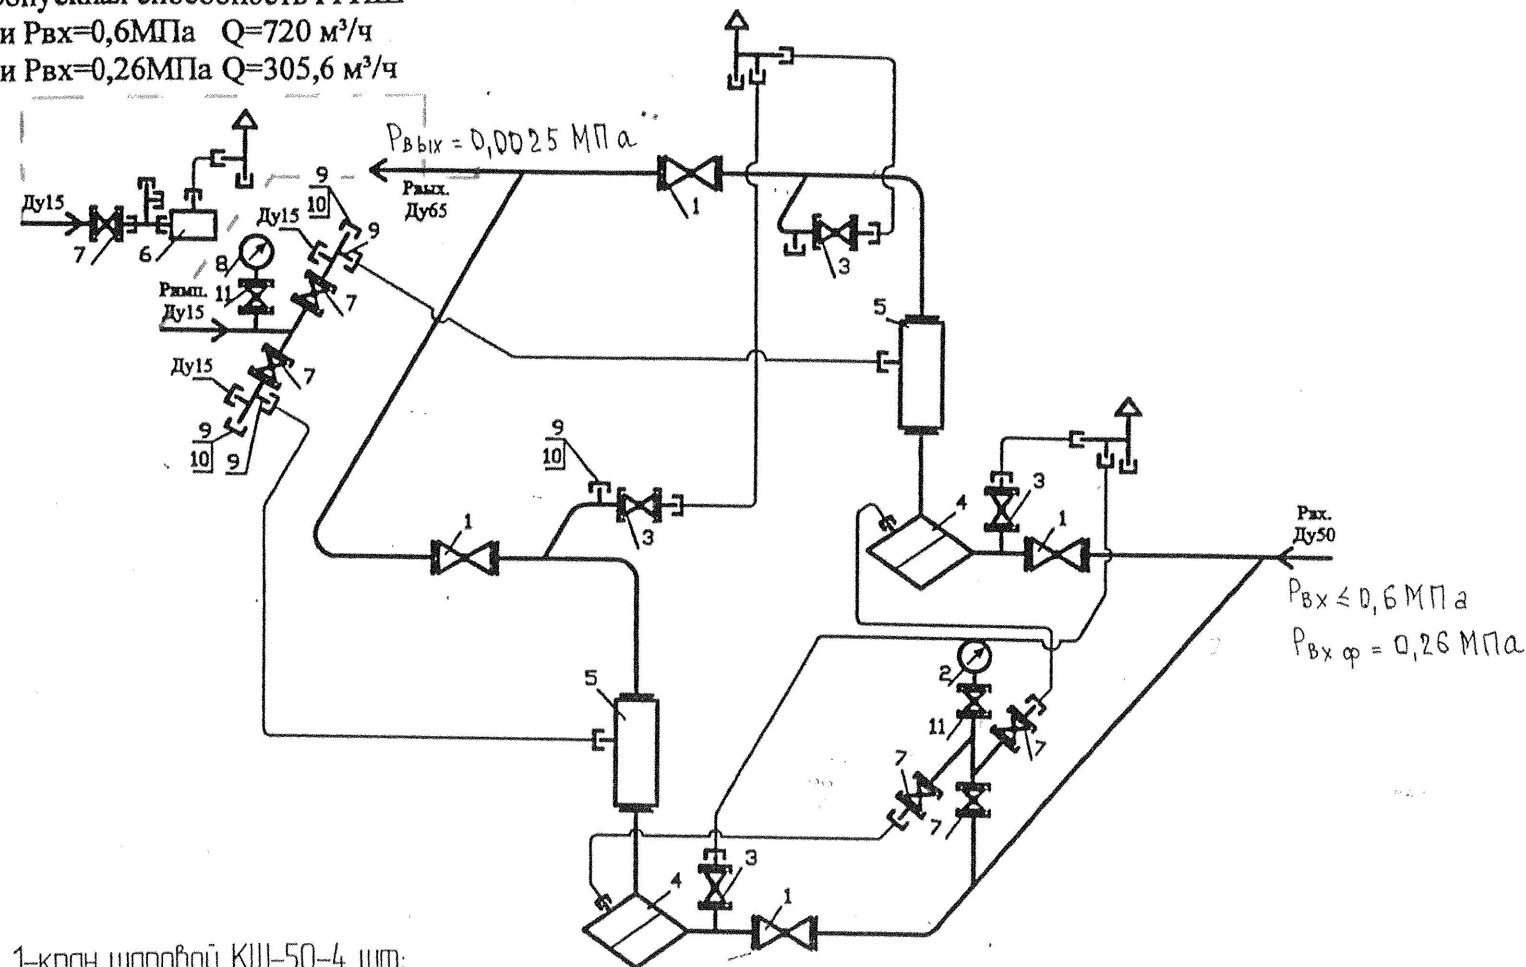 и Рвх=0,6МПа Q=720 м³/ч
и Рвх=0,26МПа Q=305,6 м³/ч
Рвых = 0,0025 МПа
Рвых.
Ду65
1
3
Ду15
7
6
9
10
Ду15
9
8
11
7
Римп.
Ду15
Ду15
7
9
10
9
5
9
10
3
1
4
3
1
Рвх.
Ду50
Рвх ≤ 0,6 МПа
Рвх ф = 0,26 МПа
5
2
11
7
7
7
3
4
1
1-кран шаровой КШ-50-4 шт;